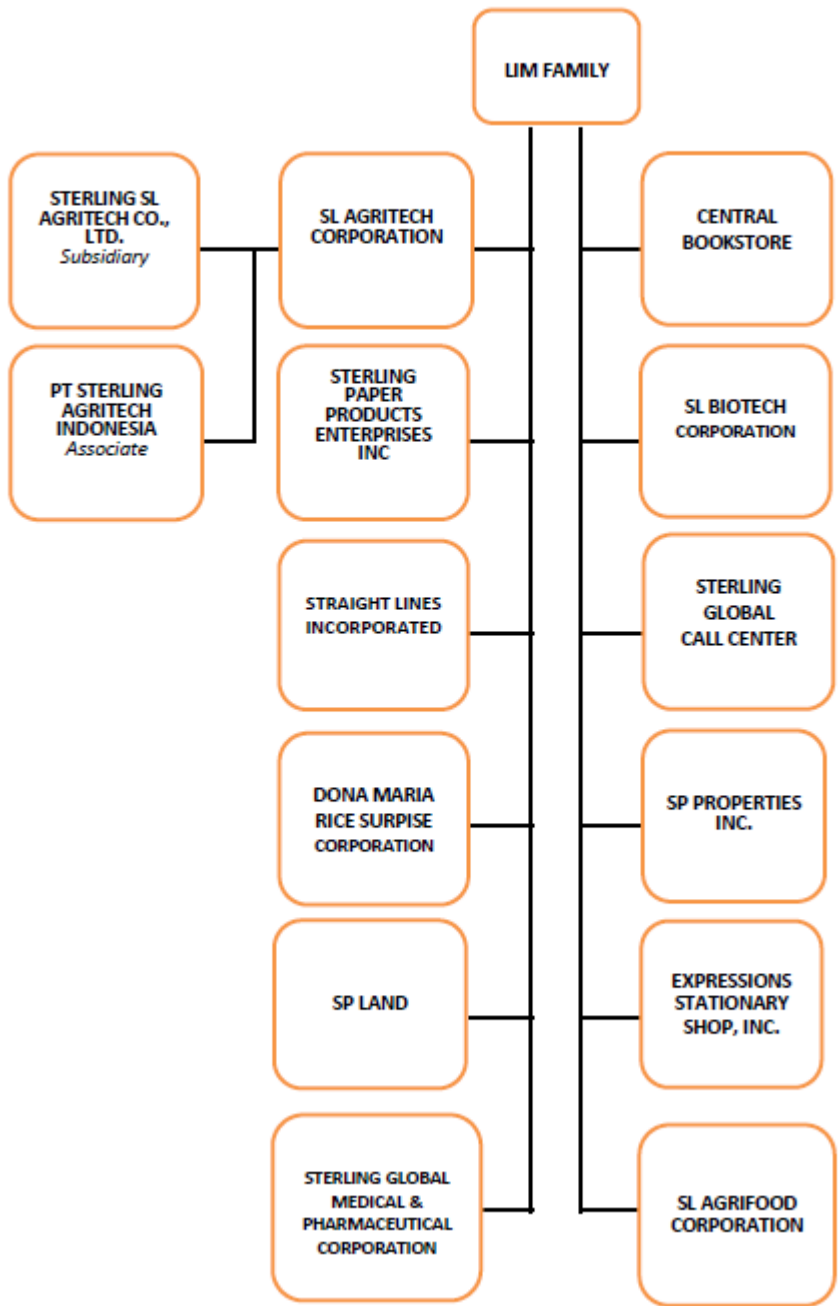 LIM FAMILY
STERLING SL
AGRITECH CO.,
LTD.
Subsidiary
SL AGRITECH
CORPORATION
CENTRAL
BOOKSTORE
PT STERLING
AGRITECH
INDONESIA
Associate
STERLING
PAPER
PRODUCTS
ENTERPRISES
INC
SL BIOTECH
CORPORATION
STRAIGHT LINES
INCORPORATED
STERLING
GLOBAL
CALL CENTER
DONA MARIA
RICE SURPISE
CORPORATION
SP PROPERTIES
INC.
SP LAND
EXPRESSIONS
STATIONARY
SHOP, INC.
STERLING GLOBAL
MEDICAL &
PHARMACEUTICAL
CORPORATION
SL AGRIFOOD
CORPORATION